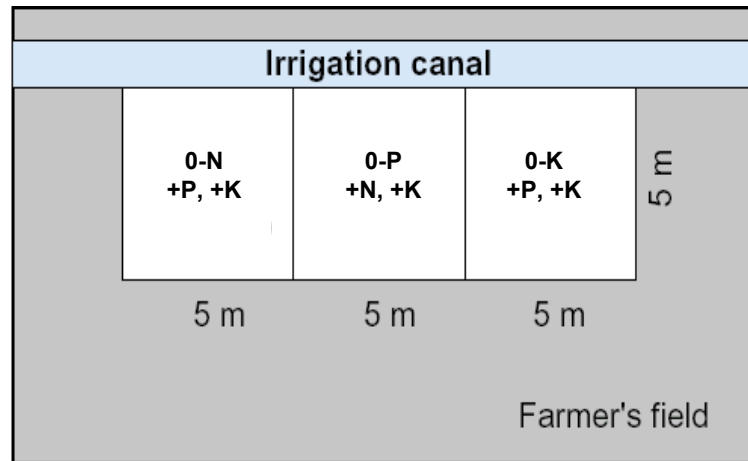 Irrigation canal
0-N
+P, +K
0-P
+N, +K
0-K
+P, +K
5 m
5 m
5 m
5 m
Farmer's field